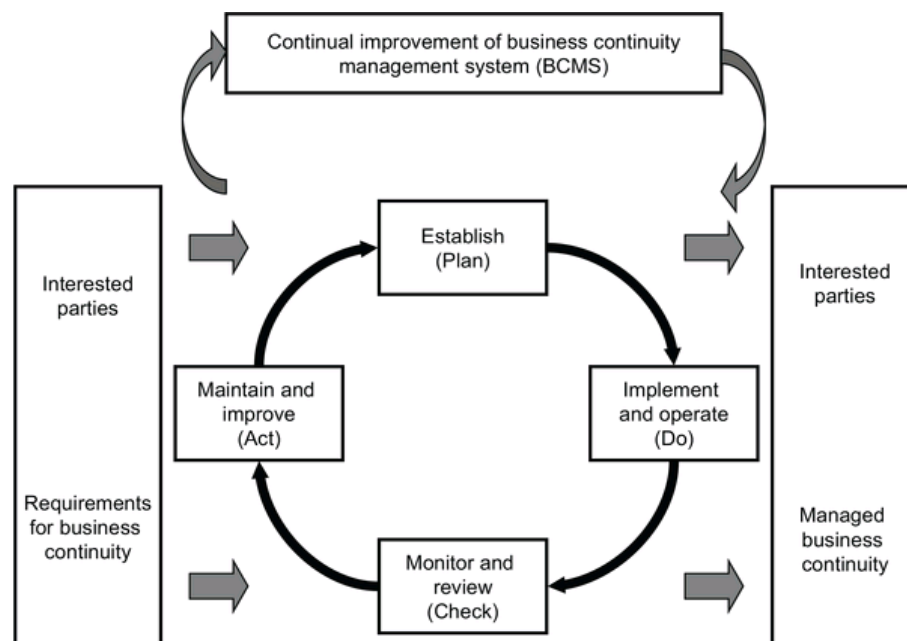 Continual improvement of business continuity
management system (BCMS)
Establish
(Plan)
Interested
parties
Interested
parties
Maintain and
improve
(Act)
Implement
and operate
(Do)
Requirements
for business
continuity
Managed
business
continuity
Monitor and
review
(Check)